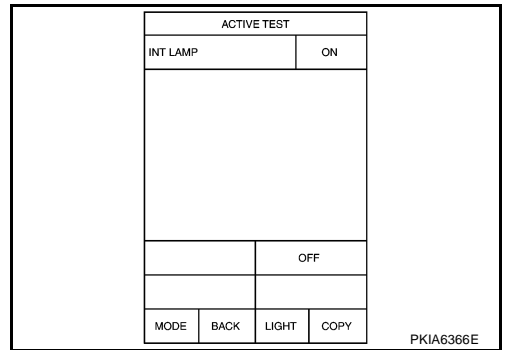 ACTIVE TEST
INT LAMP ON
OFF
MODE BACK LIGHT COPY
PKIA6366E